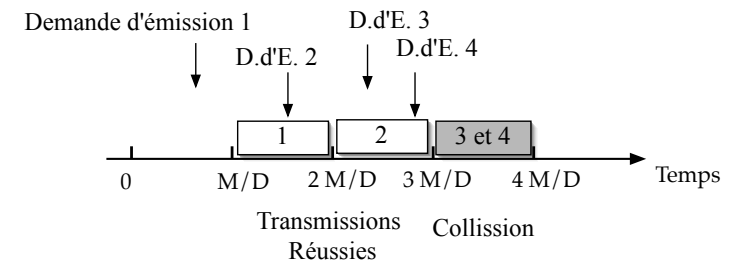 Demande d'émission 1
D.d'E. 2
D.d'E. 3
D.d'E. 4
1
2
3 et 4
0
M/D
2 M/D
3 M/D
4 M/D
Temps
Transmissions
Réussies
Collission